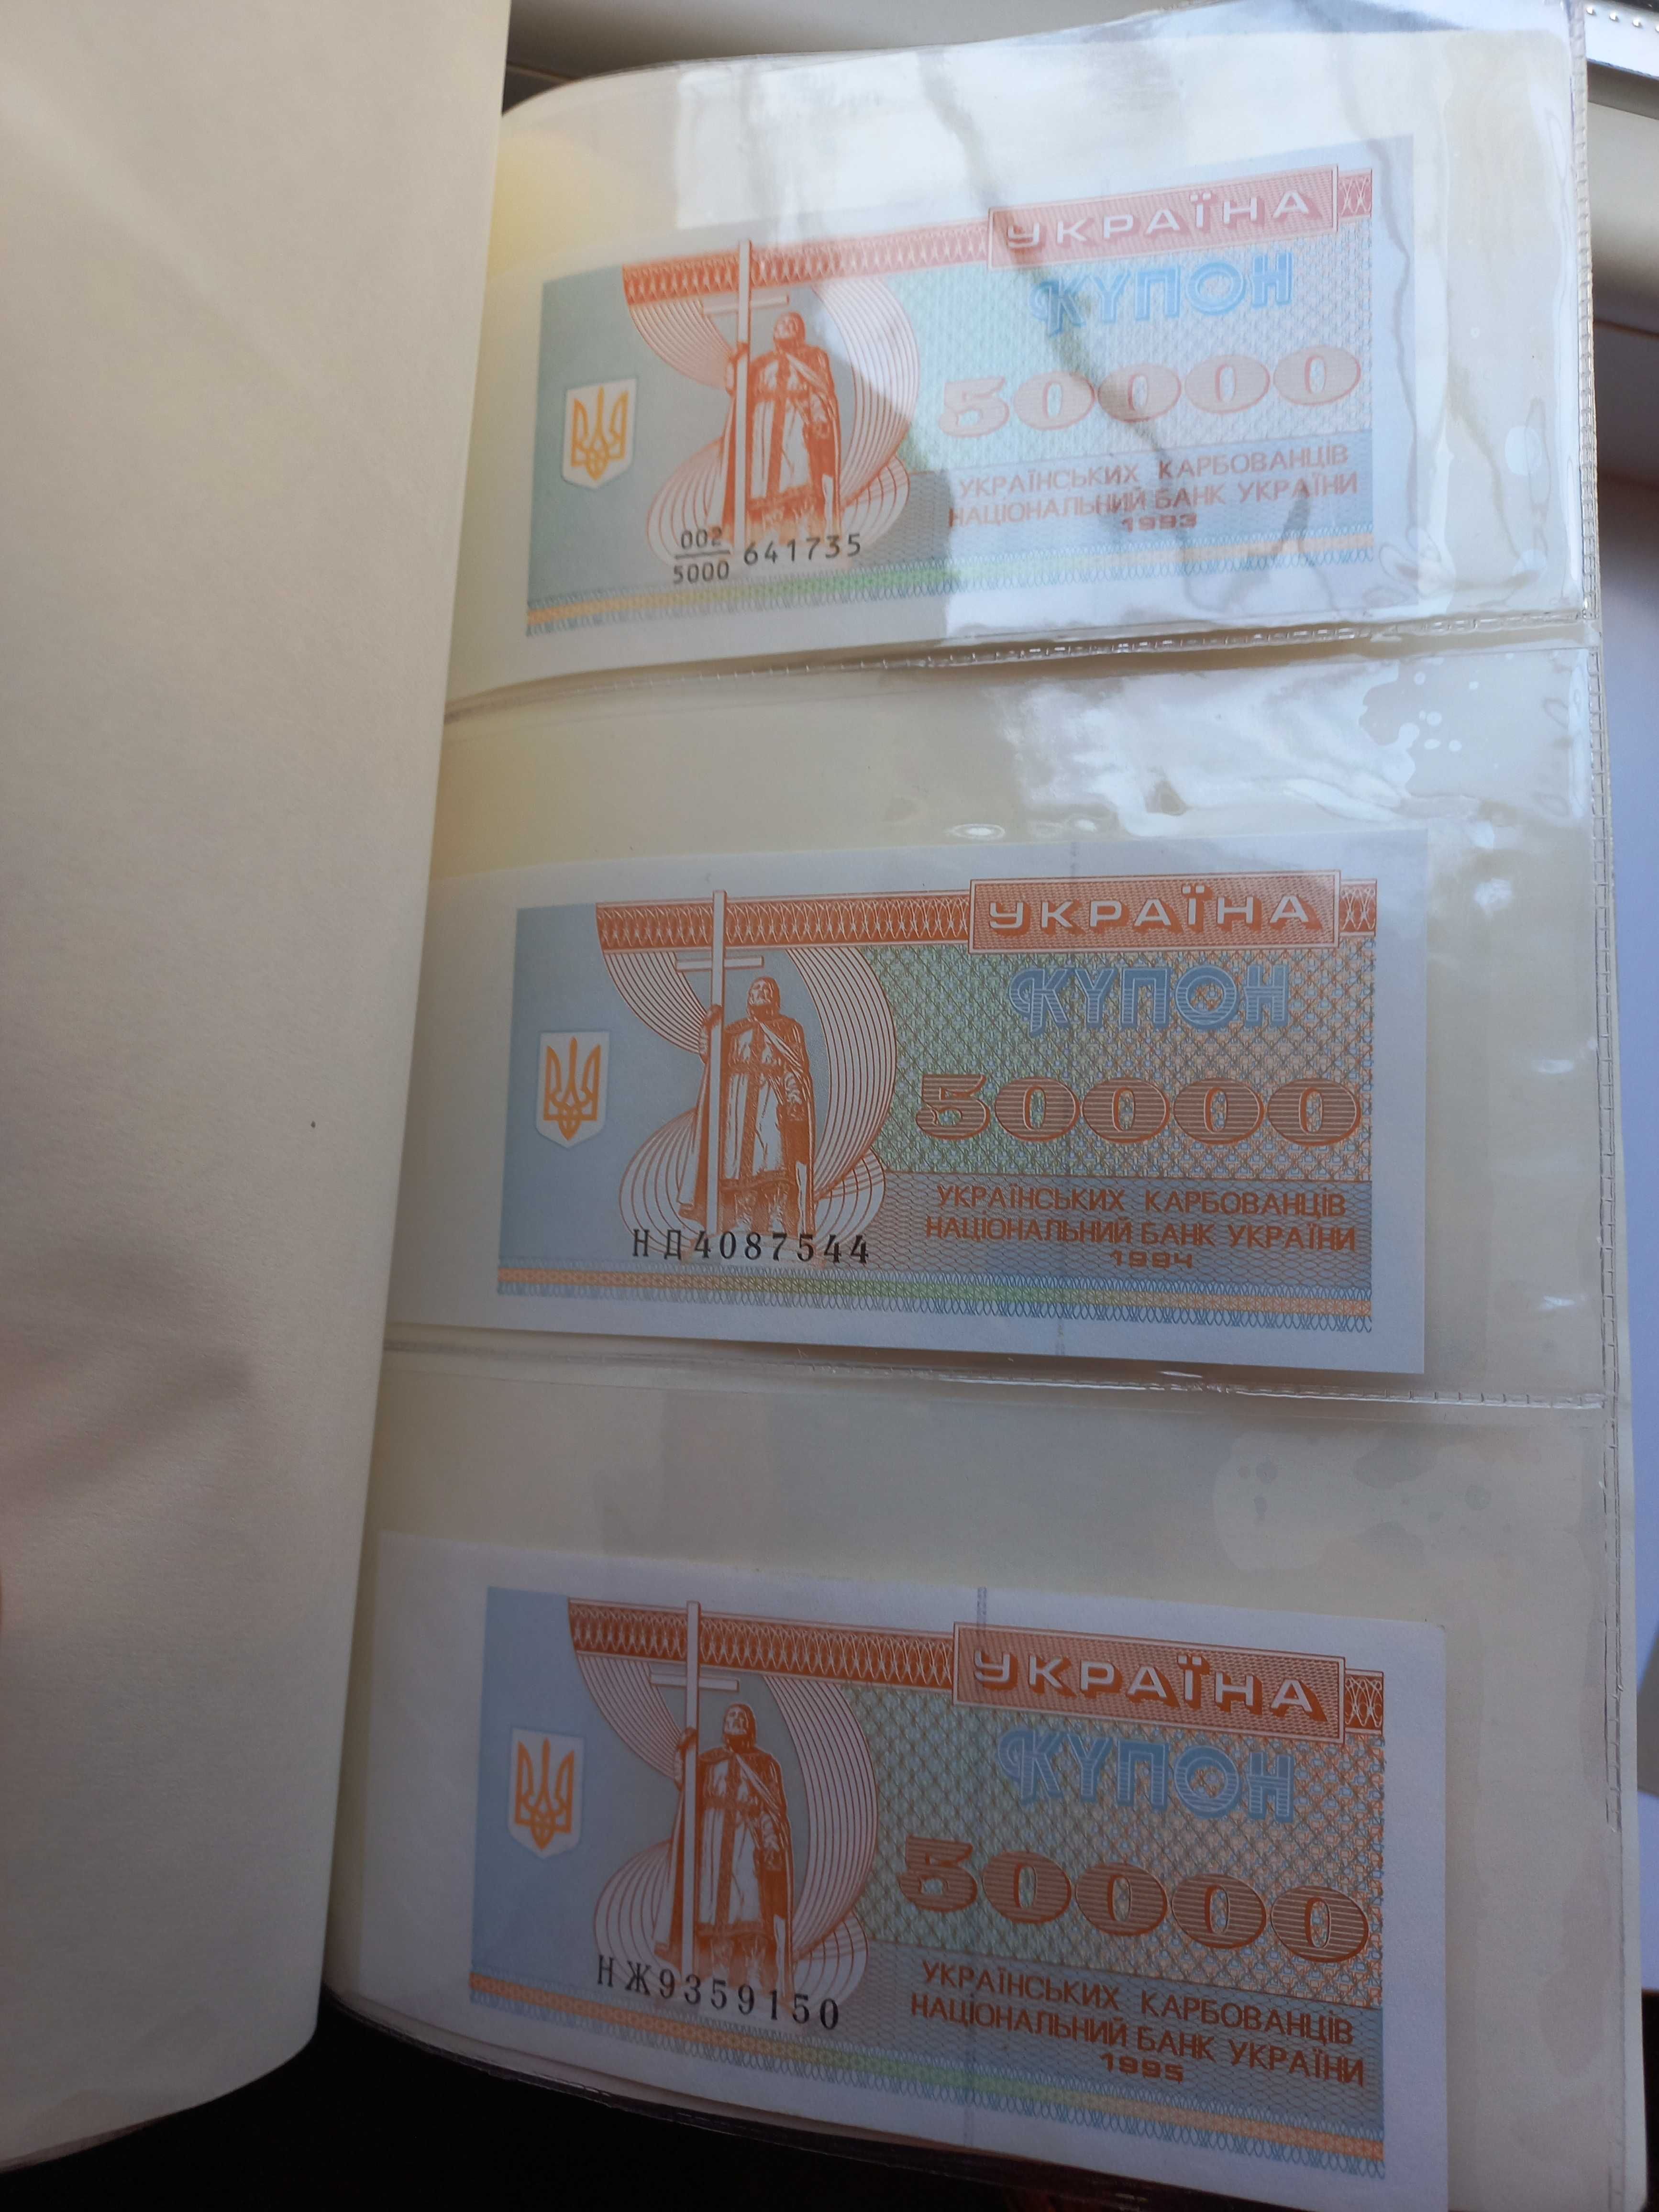 УКРАЇНА
КУПОН
50000
УКРАЇНСЬКИХ КАРБОВАНЦІВ
НАЦІОНАЛЬНИЙ БАНК УКРАЇНИ
1993
002
5000 641735
УКРАЇНА
КУПОН
50000
УКРАЇНСЬКИХ КАРБОВАНЦІВ
НАЦІОНАЛЬНИЙ БАНК УКРАЇНИ
1994
НД4087544
УКРАЇНА
КУПОН
50000
УКРАЇНСЬКИХ КАРБОВАНЦІВ
НАЦІОНАЛЬНИЙ БАНК УКРАЇНИ
1995
НЖ9359150